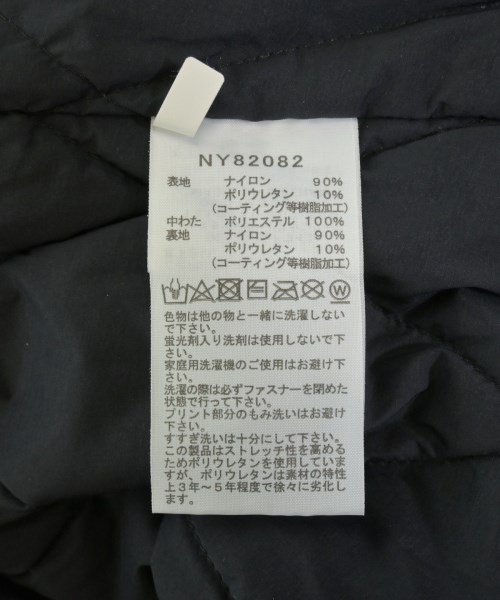 NY82082
表地 ナイロン 90%
ポリウレタン 10%
(コーティング等樹脂加工)
中わた ポリエステル 100%
裏地 ナイロン 90%
ポリウレタン 10%
(コーティング等樹脂加工)
色物は他の物と一緒に洗濯しない
で下さい。
蛍光剤入り洗剤は使用しないで下
さい。
家庭用洗濯機のご使用はお避け下
さい。
洗濯の際は必ずファスナーを閉めた
状態で行って下さい。
プリント部分のもみ洗いはお避け
下さい。
すすぎ洗いは十分にして下さい。
この製品はストレッチ性を高める
ためポリウレタンを使用していま
すが、ポリウレタンは素材の特性
上3年～5年程度で徐々に劣化し
ます。